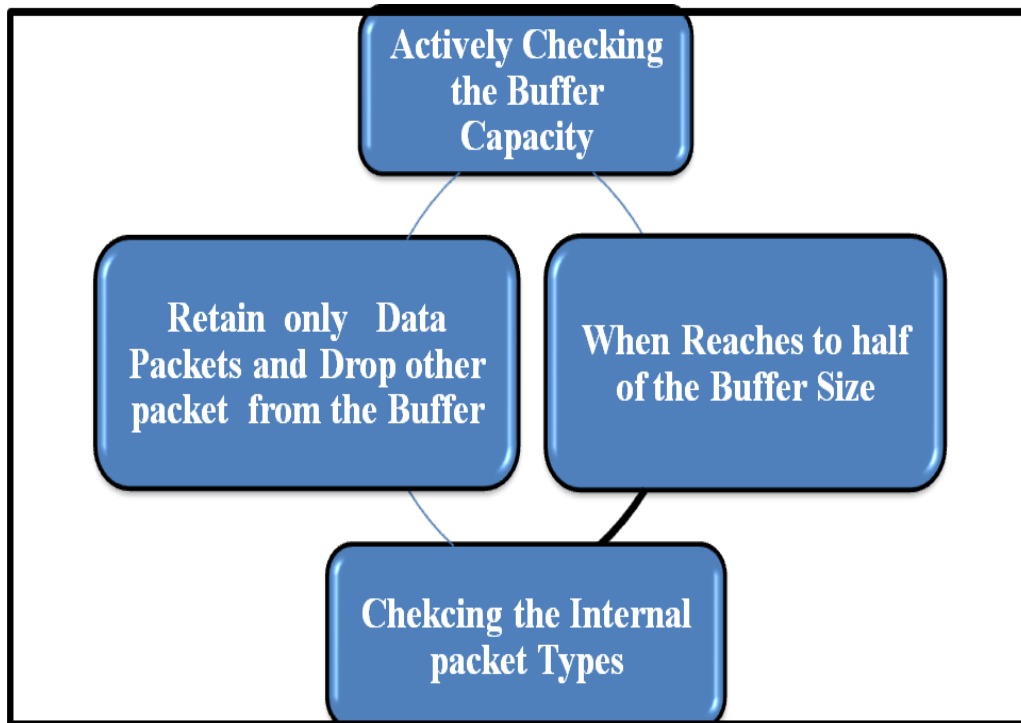 Actively Checking
the Buffer
Capacity
Retain only Data
Packets and Drop other
packet from the Buffer
When Reaches to half
of the Buffer Size
Chekcing the Internal
packet Types